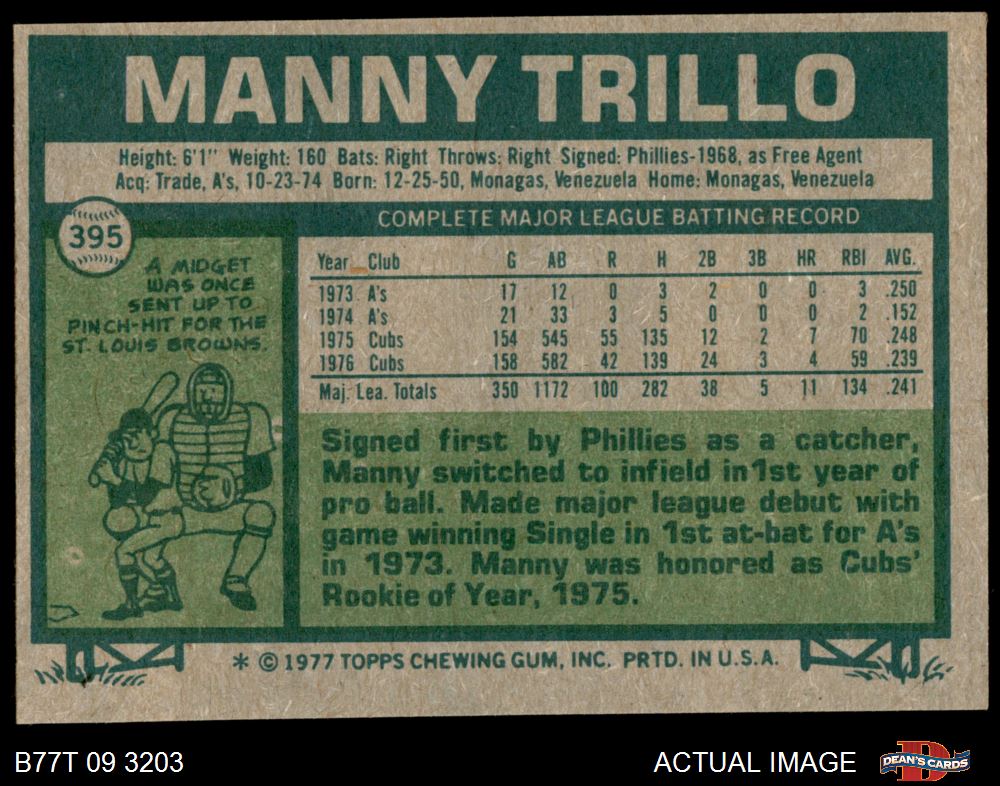 MANNY TRILLO
Height: 6'1" Weight: 160 Bats: Right Throws: Right Signed: Phillies-1968, as Free Agent
Acq: Trade, A's, 10-23-74 Born: 12-25-50, Monagas, Venezuela Home: Monagas, Venezuela
395
A MIDGET
WAS ONCE
SENT UP TO
PINCH-HIT FOR THE
ST. LOUIS BROWNS.
COMPLETE MAJOR LEAGUE BATTING RECORD
Year Club G AB R H 2B 3B HR RBI AVG.
1973 A's 17 12 0 3 2 0 0 3 .250
1974 A's 21 33 3 5 0 0 0 2 .152
1975 Cubs 154 545 55 135 12 2 7 70 .248
1976 Cubs 158 582 42 139 24 3 4 59 .239
Maj. Lea. Totals 350 1172 100 282 38 5 11 134 .241
Signed first by Phillies as a catcher,
Manny switched to infield in 1st year of
pro ball. Made major league debut with
game winning Single in 1st at-bat for A's
in 1973. Manny was honored as Cubs'
Rookie of Year, 1975.
* © 1977 TOPPS CHEWING GUM, INC. PRTD. IN U.S.A.
B77T 09 3203 ACTUAL IMAGE
D
DEAN'S CARDS